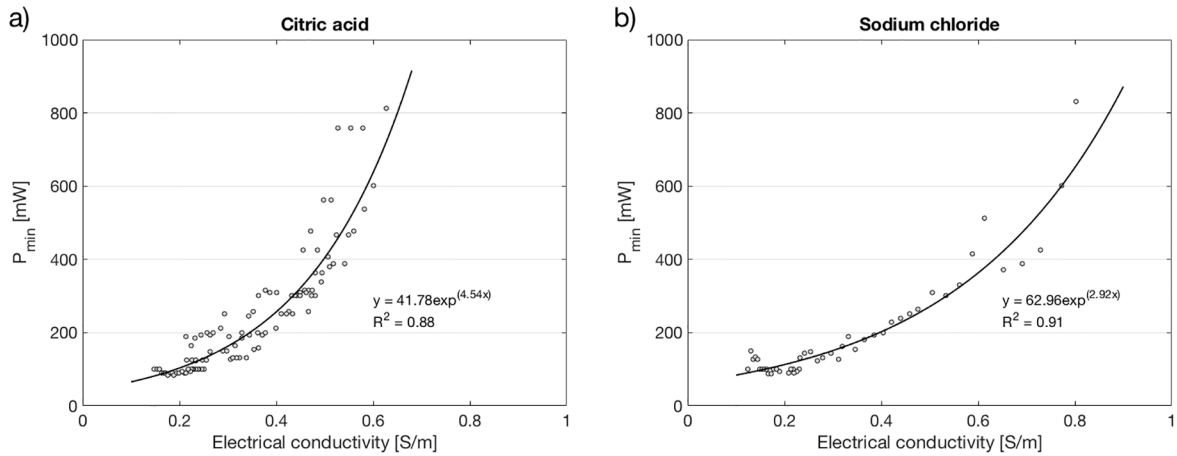 a)
Citric acid
1000
800
600
400
200
0
P_min [mW]
0 0.2 0.4 0.6 0.8 1
Electrical conductivity [S/m]
y = 41.78exp^(4.54x)
R² = 0.88
b)
Sodium chloride
1000
800
600
400
200
0
P_min [mW]
0 0.2 0.4 0.6 0.8 1
Electrical conductivity [S/m]
y = 62.96exp^(2.92x)
R² = 0.91